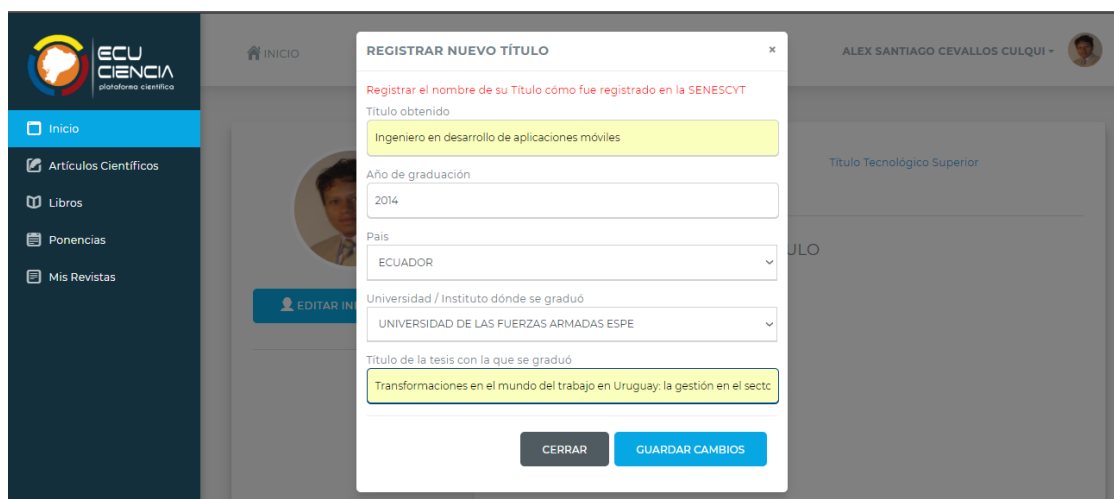 ECU
CIENCIA
plataforma científica
Inicio
Artículos Científicos
Libros
Ponencias
Mis Revistas
INICIO
ALEX SANTIAGO CEVALLOS CULQUI
EDITAR IN
Título Tecnológico Superior
ULO
REGISTRAR NUEVO TÍTULO
×
Registrar el nombre de su Título cómo fue registrado en la SENESCYT
Título obtenido
Ingeniero en desarrollo de aplicaciones móviles
Año de graduación
2014
Pais
ECUADOR
Universidad / Instituto dónde se graduó
UNIVERSIDAD DE LAS FUERZAS ARMADAS ESPE
Título de la tesis con la que se graduó
Transformaciones en el mundo del trabajo en Uruguay: la gestión en el secto
CERRAR
GUARDAR CAMBIOS